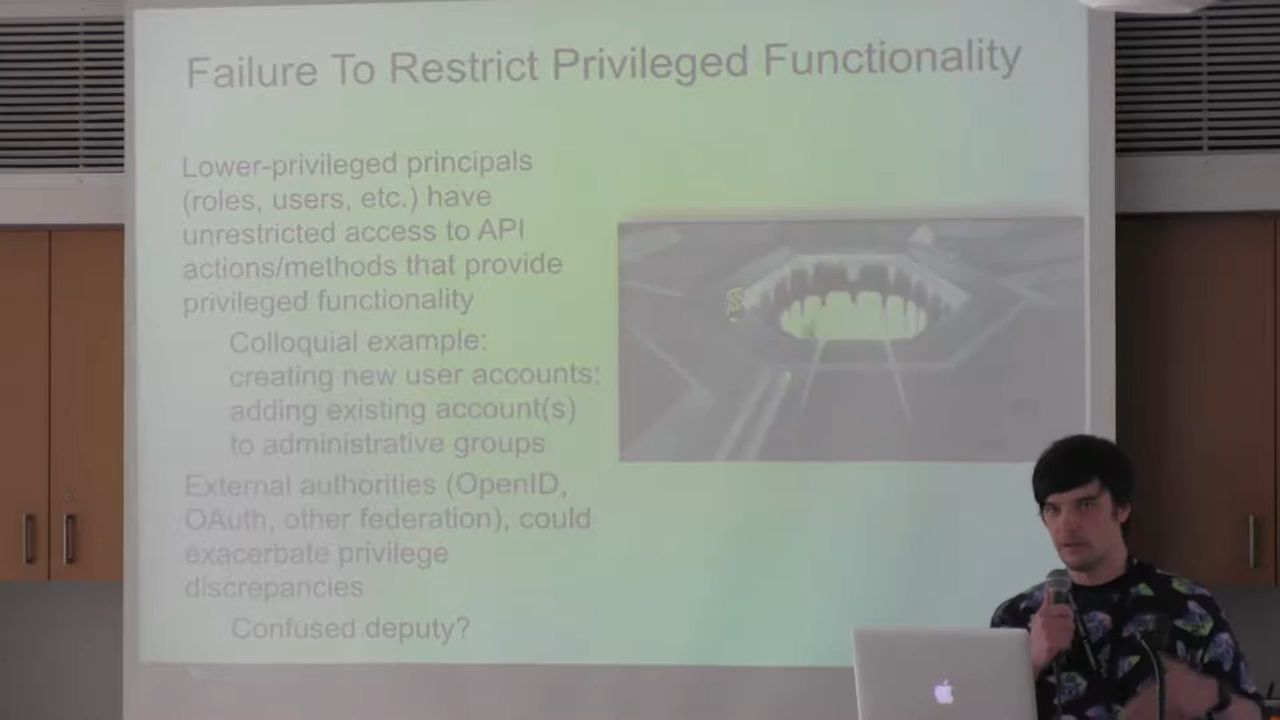 Failure To Restrict Privileged Functionality
Lower-privileged principals
(roles, users, etc.) have
unrestricted access to API
actions/methods that provide
privileged functionality
Colloquial example:
creating new user accounts;
adding existing account(s)
to administrative groups
External authorities (OpenID,
OAuth, other federation), could
exacerbate privilege
discrepancies
Confused deputy?